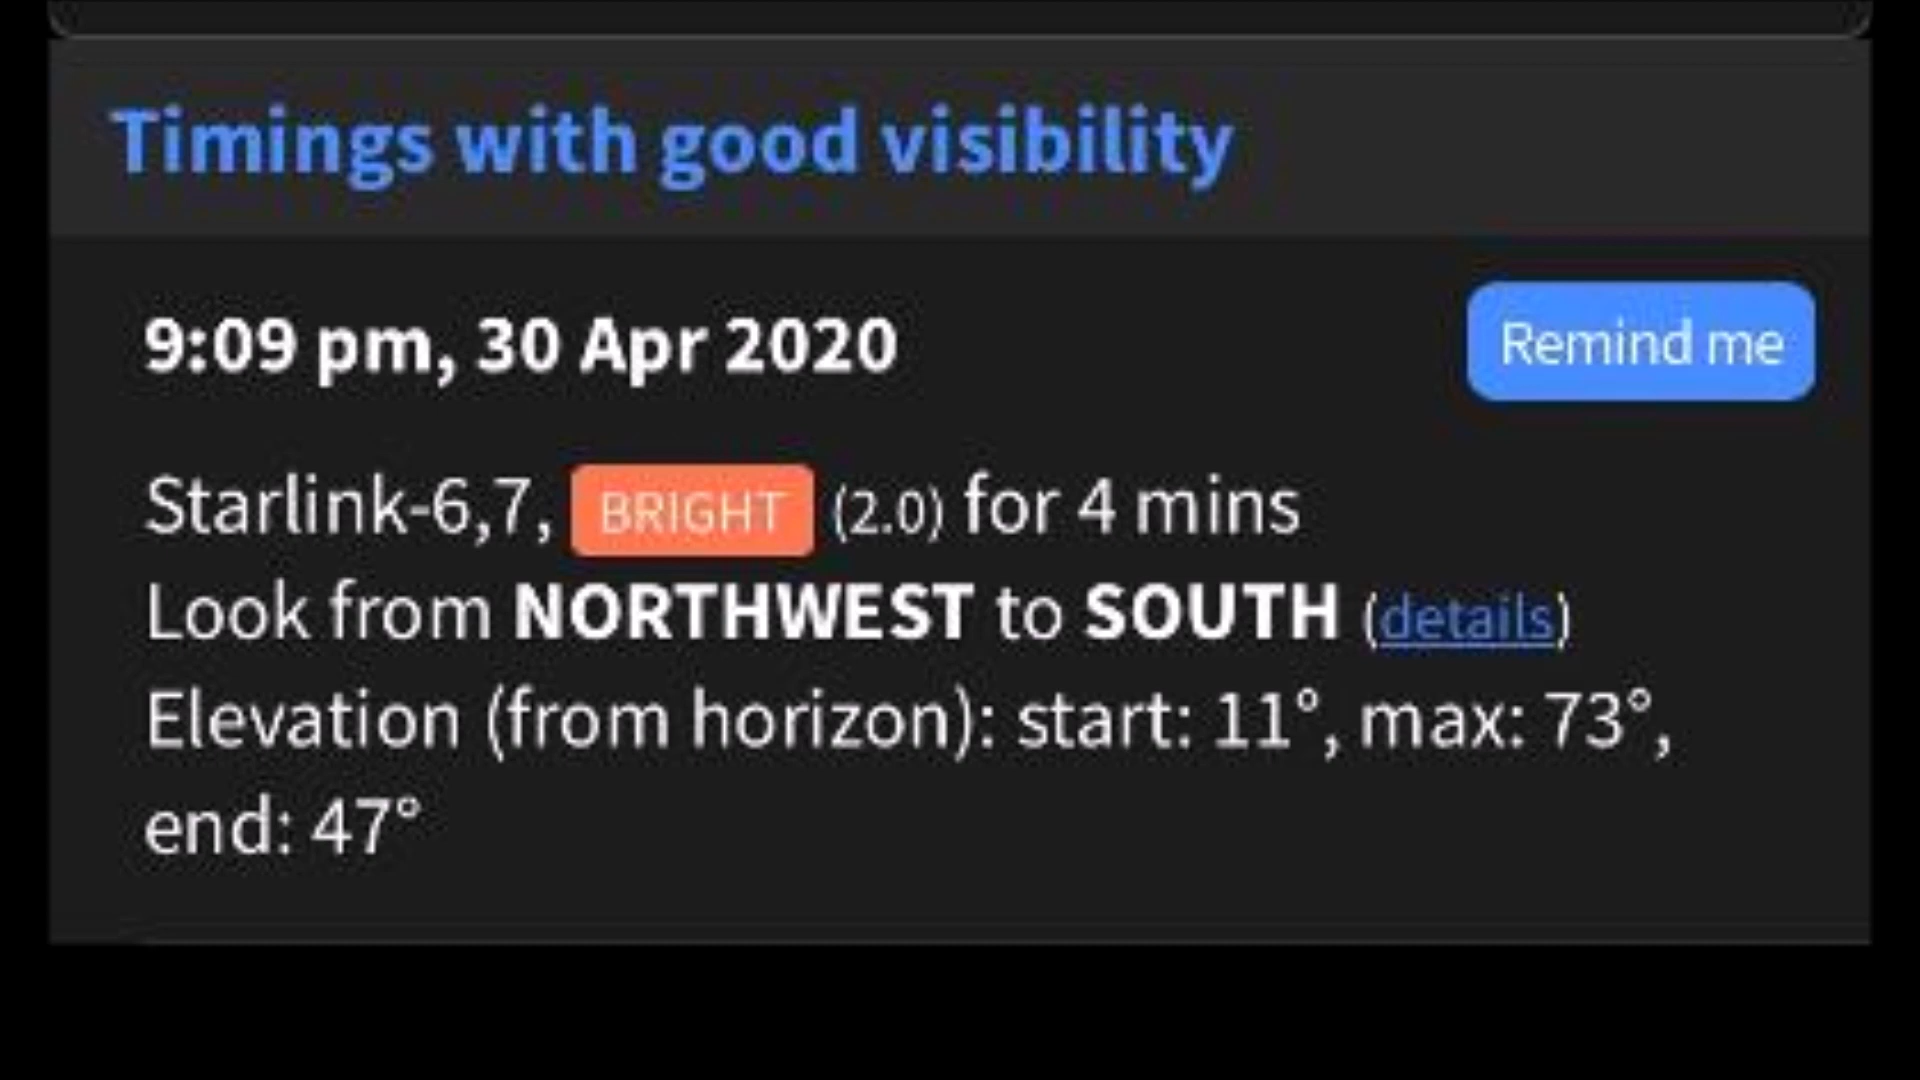 Timings with good visibility
9:09 pm, 30 Apr 2020
Remind me
Starlink-6,7, BRIGHT (2.0) for 4 mins
Look from NORTHWEST to SOUTH (details)
Elevation (from horizon): start: 11°, max: 73°,
end: 47°